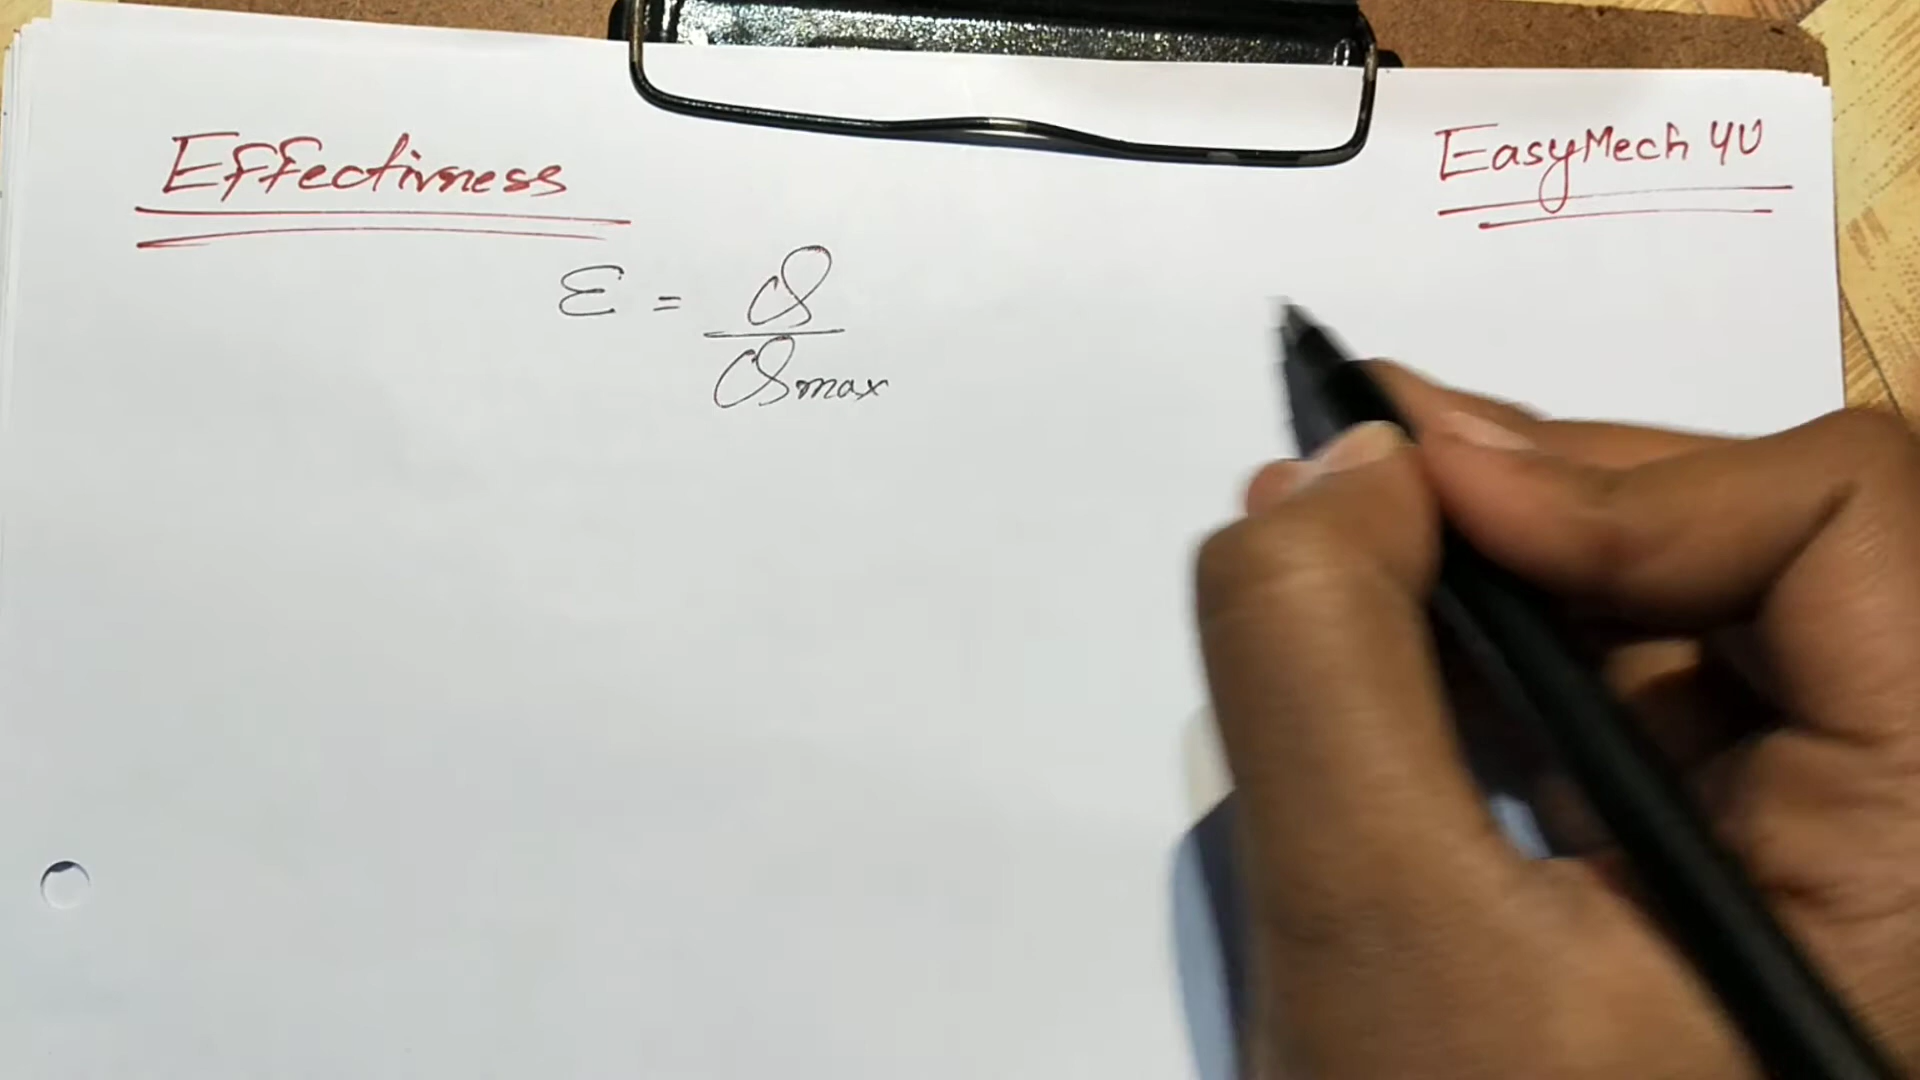 Effectivness
EasyMech 4U
ε = Q
Qmax